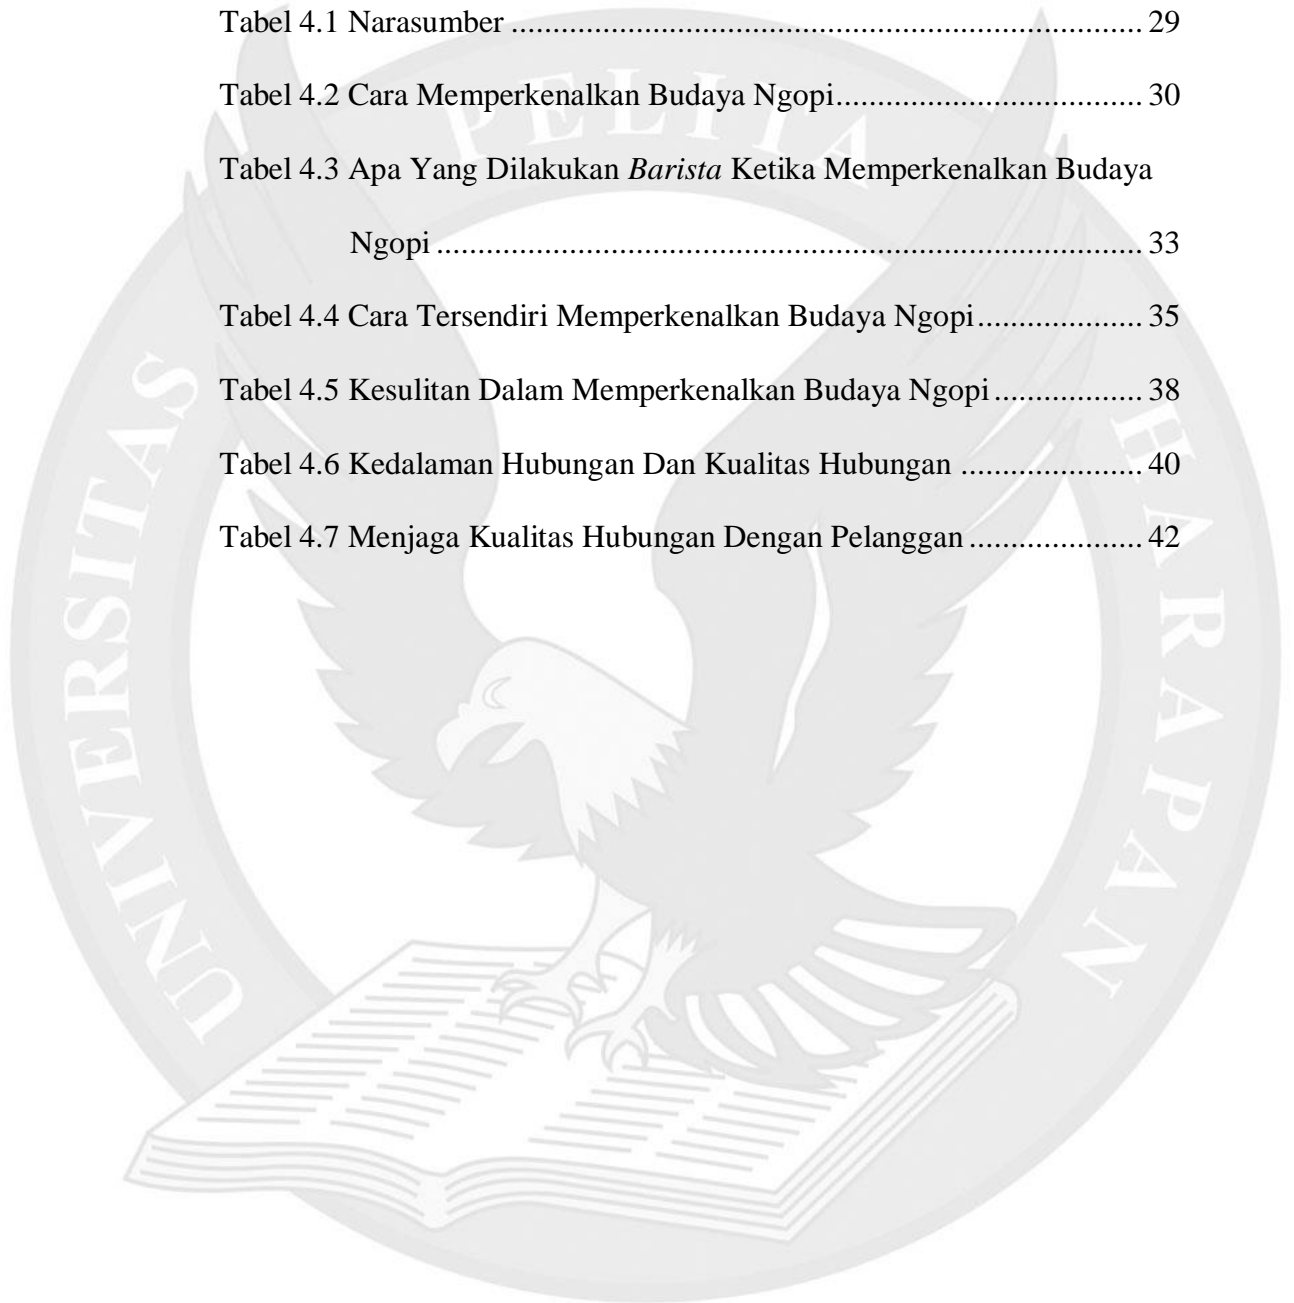 Tabel 4.1 Narasumber ............................................................................ 29
Tabel 4.2 Cara Memperkenalkan Budaya Ngopi..................................... 30
Tabel 4.3 Apa Yang Dilakukan Barista Ketika Memperkenalkan Budaya
Ngopi ..................................................................................... 33
Tabel 4.4 Cara Tersendiri Memperkenalkan Budaya Ngopi.................... 35
Tabel 4.5 Kesulitan Dalam Memperkenalkan Budaya Ngopi.................. 38
Tabel 4.6 Kedalaman Hubungan Dan Kualitas Hubungan ...................... 40
Tabel 4.7 Menjaga Kualitas Hubungan Dengan Pelanggan..................... 42
UNIVERSITAS PELITA HARAPAN